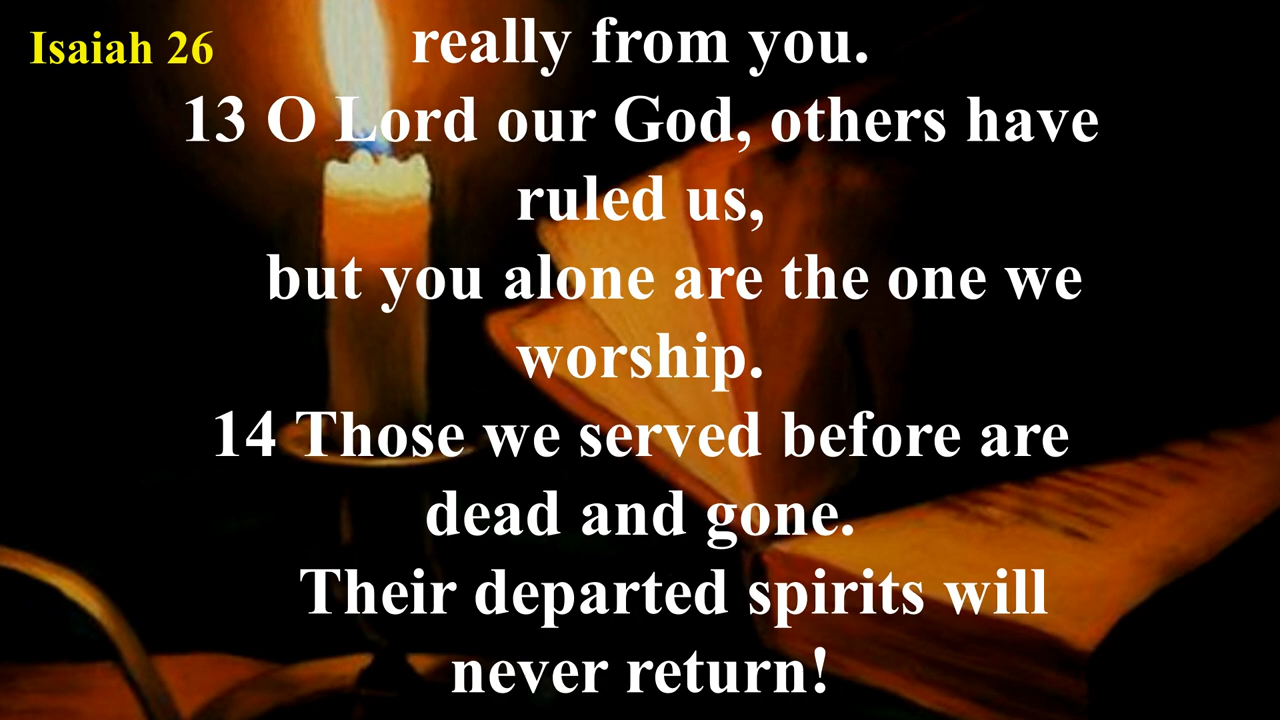 Isaiah 26
really from you.
13 O Lord our God, others have
ruled us,
but you alone are the one we
worship.
14 Those we served before are
dead and gone.
Their departed spirits will
never return!